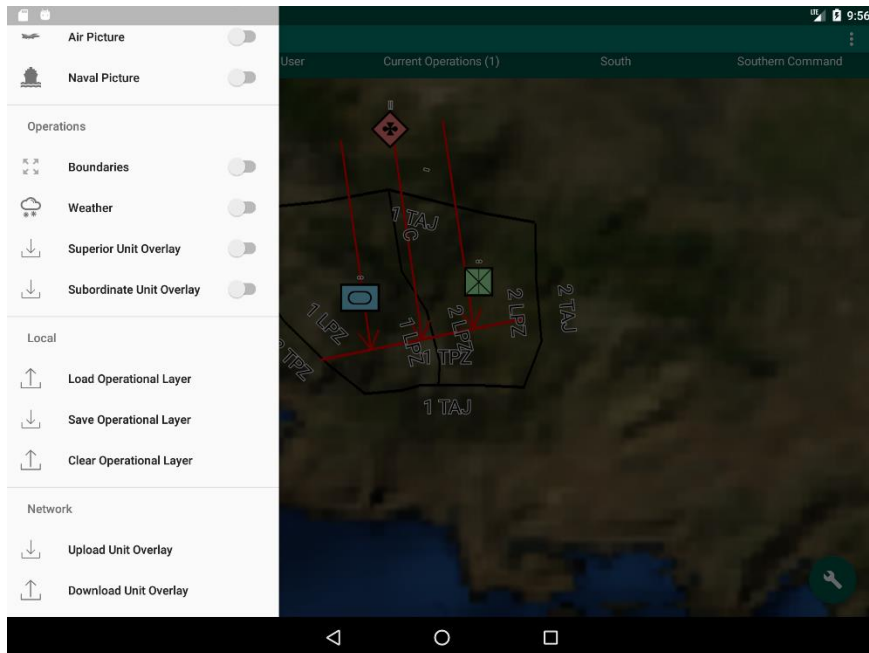 LTE 9:56
User Current Operations (1) South Southern Command
Air Picture
Naval Picture
Operations
Boundaries
Weather
Superior Unit Overlay
Subordinate Unit Overlay
Local
Load Operational Layer
Save Operational Layer
Clear Operational Layer
Network
Upload Unit Overlay
Download Unit Overlay
1 TAJ
C
1 LPZ
2 TPZ
1 LPZ
2 LPZ
2 LPZ
2 TAJ
1 TPZ
1 TAJ